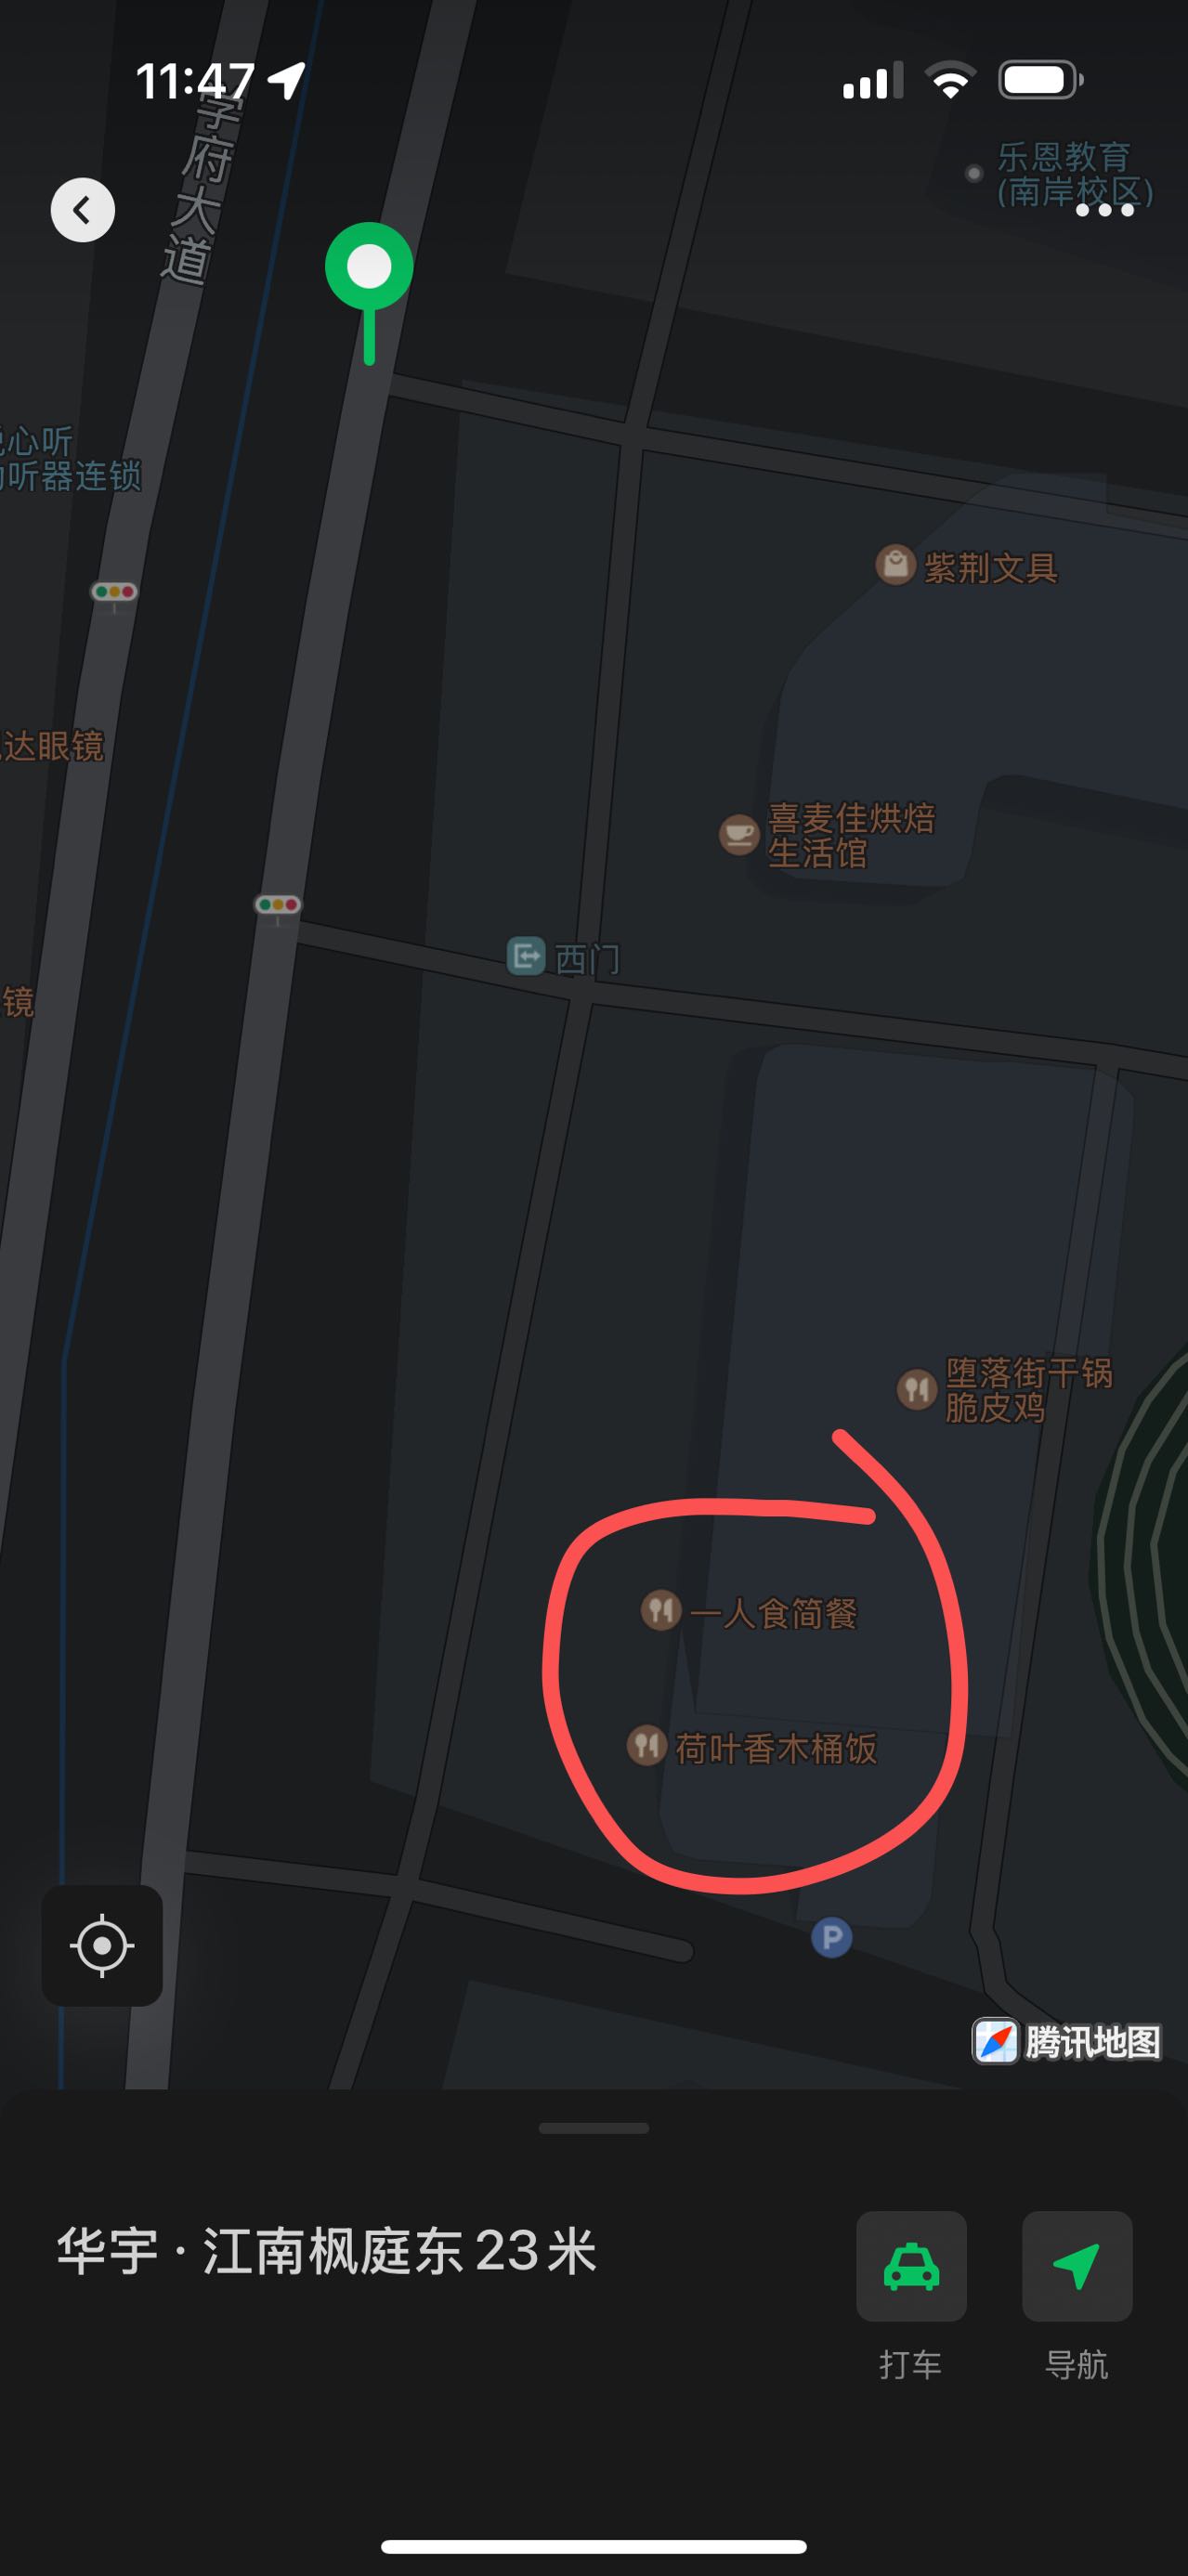 11:47
学府大道
乐恩教育
(南岸校区)
心听
听器连锁
紫荆文具
达眼镜
喜麦佳烘焙
生活馆
西门
镜
堕落街干锅
脆皮鸡
一人食简餐
荷叶香木桶饭
P
腾讯地图
华宇·江南枫庭东23米
打车
导航